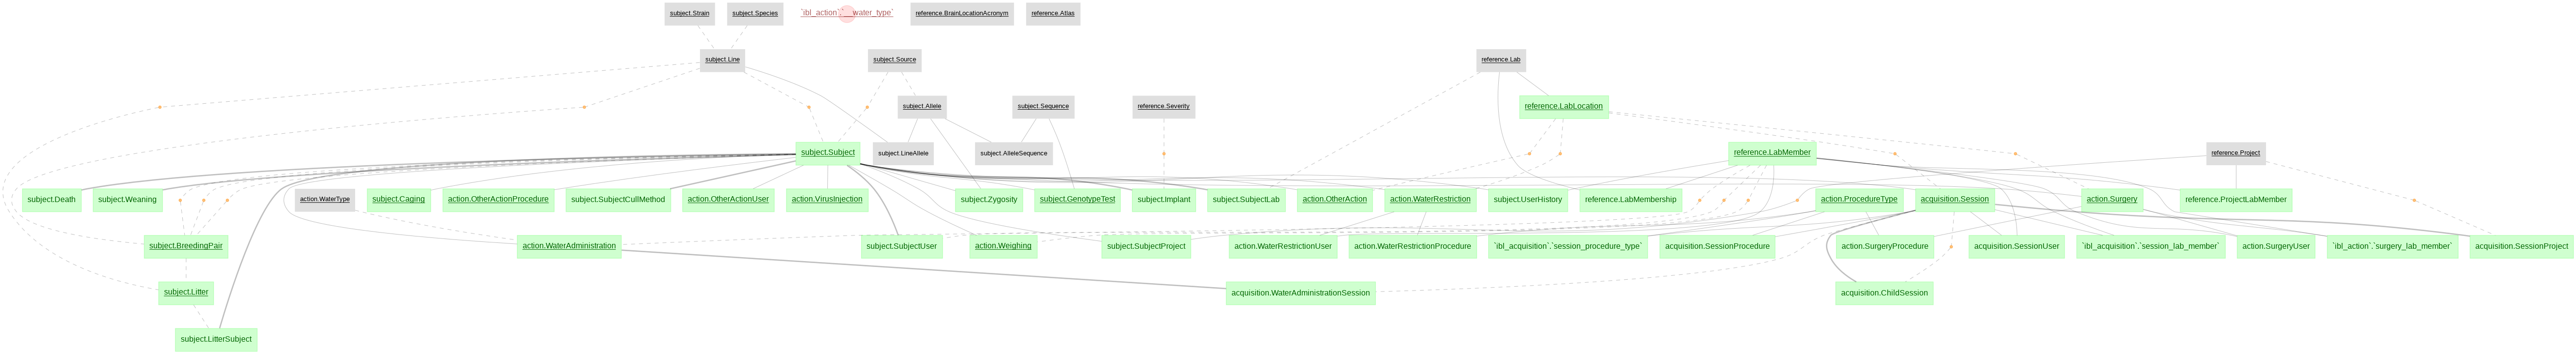 subject.Strain
subject.Species
`ibl_action`.`__water_type`
reference.BrainLocationAcronym
reference.Atlas
subject.Line
subject.Source
reference.Lab
subject.Allele
subject.Sequence
reference.Severity
reference.LabLocation
subject.Subject
subject.LineAllele
subject.AlleleSequence
reference.LabMember
reference.Project
subject.Death
subject.Weaning
action.WaterType
subject.Caging
action.OtherActionProcedure
subject.SubjectCullMethod
action.OtherActionUser
action.VirusInjection
subject.Zygosity
subject.GenotypeTest
subject.Implant
subject.SubjectLab
action.OtherAction
action.WaterRestriction
subject.UserHistory
reference.LabMembership
action.ProcedureType
acquisition.Session
action.Surgery
reference.ProjectLabMember
subject.BreedingPair
action.WaterAdministration
subject.SubjectUser
action.Weighing
subject.SubjectProject
action.WaterRestrictionUser
action.WaterRestrictionProcedure
`ibl_acquisition`.`session_procedure_type`
acquisition.SessionProcedure
action.SurgeryProcedure
acquisition.SessionUser
`ibl_acquisition`.`session_lab_member`
action.SurgeryUser
`ibl_action`.`surgery_lab_member`
acquisition.SessionProject
subject.Litter
acquisition.WaterAdministrationSession
acquisition.ChildSession
subject.LitterSubject